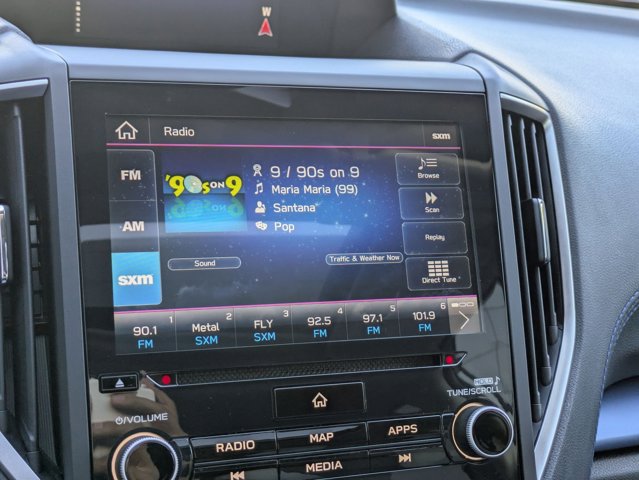 W
Radio
sxm
FM
AM
sxm
'90s on 9
9 / 90s on 9
Maria Maria (99)
Santana
Pop
Browse
Scan
Replay
Direct Tune
Sound
Traffic & Weather Now
1
90.1
FM
2
Metal
SXM
3
FLY
SXM
4
92.5
FM
5
97.1
FM
6
101.9
FM
HOLD
TUNE/SCROLL
VOLUME
RADIO
MAP
APPS
MEDIA